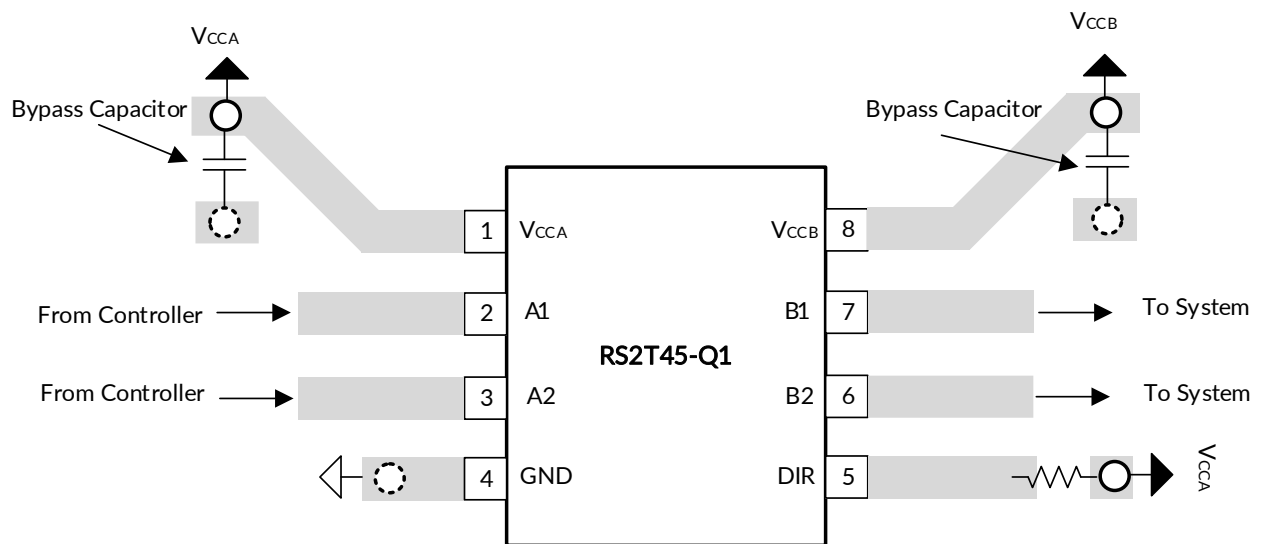 VCCA
VCCB
Bypass Capacitor
Bypass Capacitor
1 VCCA VCCB 8
From Controller 2 A1 B1 7 To System
RS2T45-Q1
From Controller 3 A2 B2 6 To System
4 GND DIR 5 VCCA